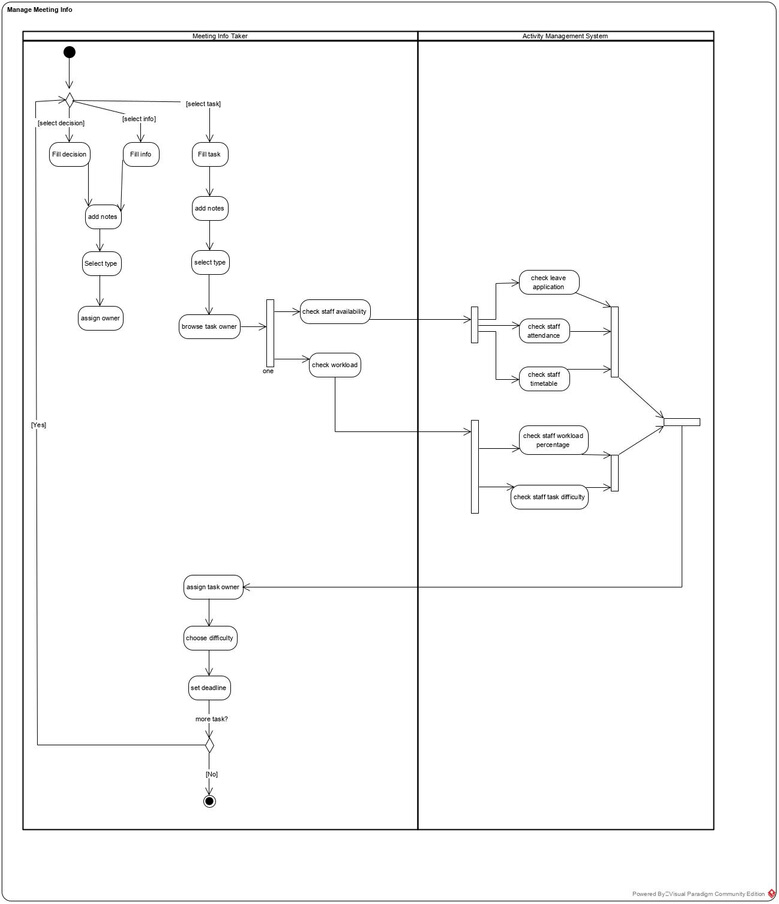 Manage Meeting Info
Meeting Info Taker
Activity Management System
[select task]
[select decision]
[select info]
Fill decision
Fill info
Fill task
add notes
add notes
Select type
select type
assign owner
browse task owner
check staff availability
check workload
one
check leave
application
check staff
attendance
check staff
timetable
[Yes]
check staff workload
percentage
check staff task difficulty
assign task owner
choose difficulty
set deadline
more task?
[No]
Powered By Visual Paradigm Community Edition